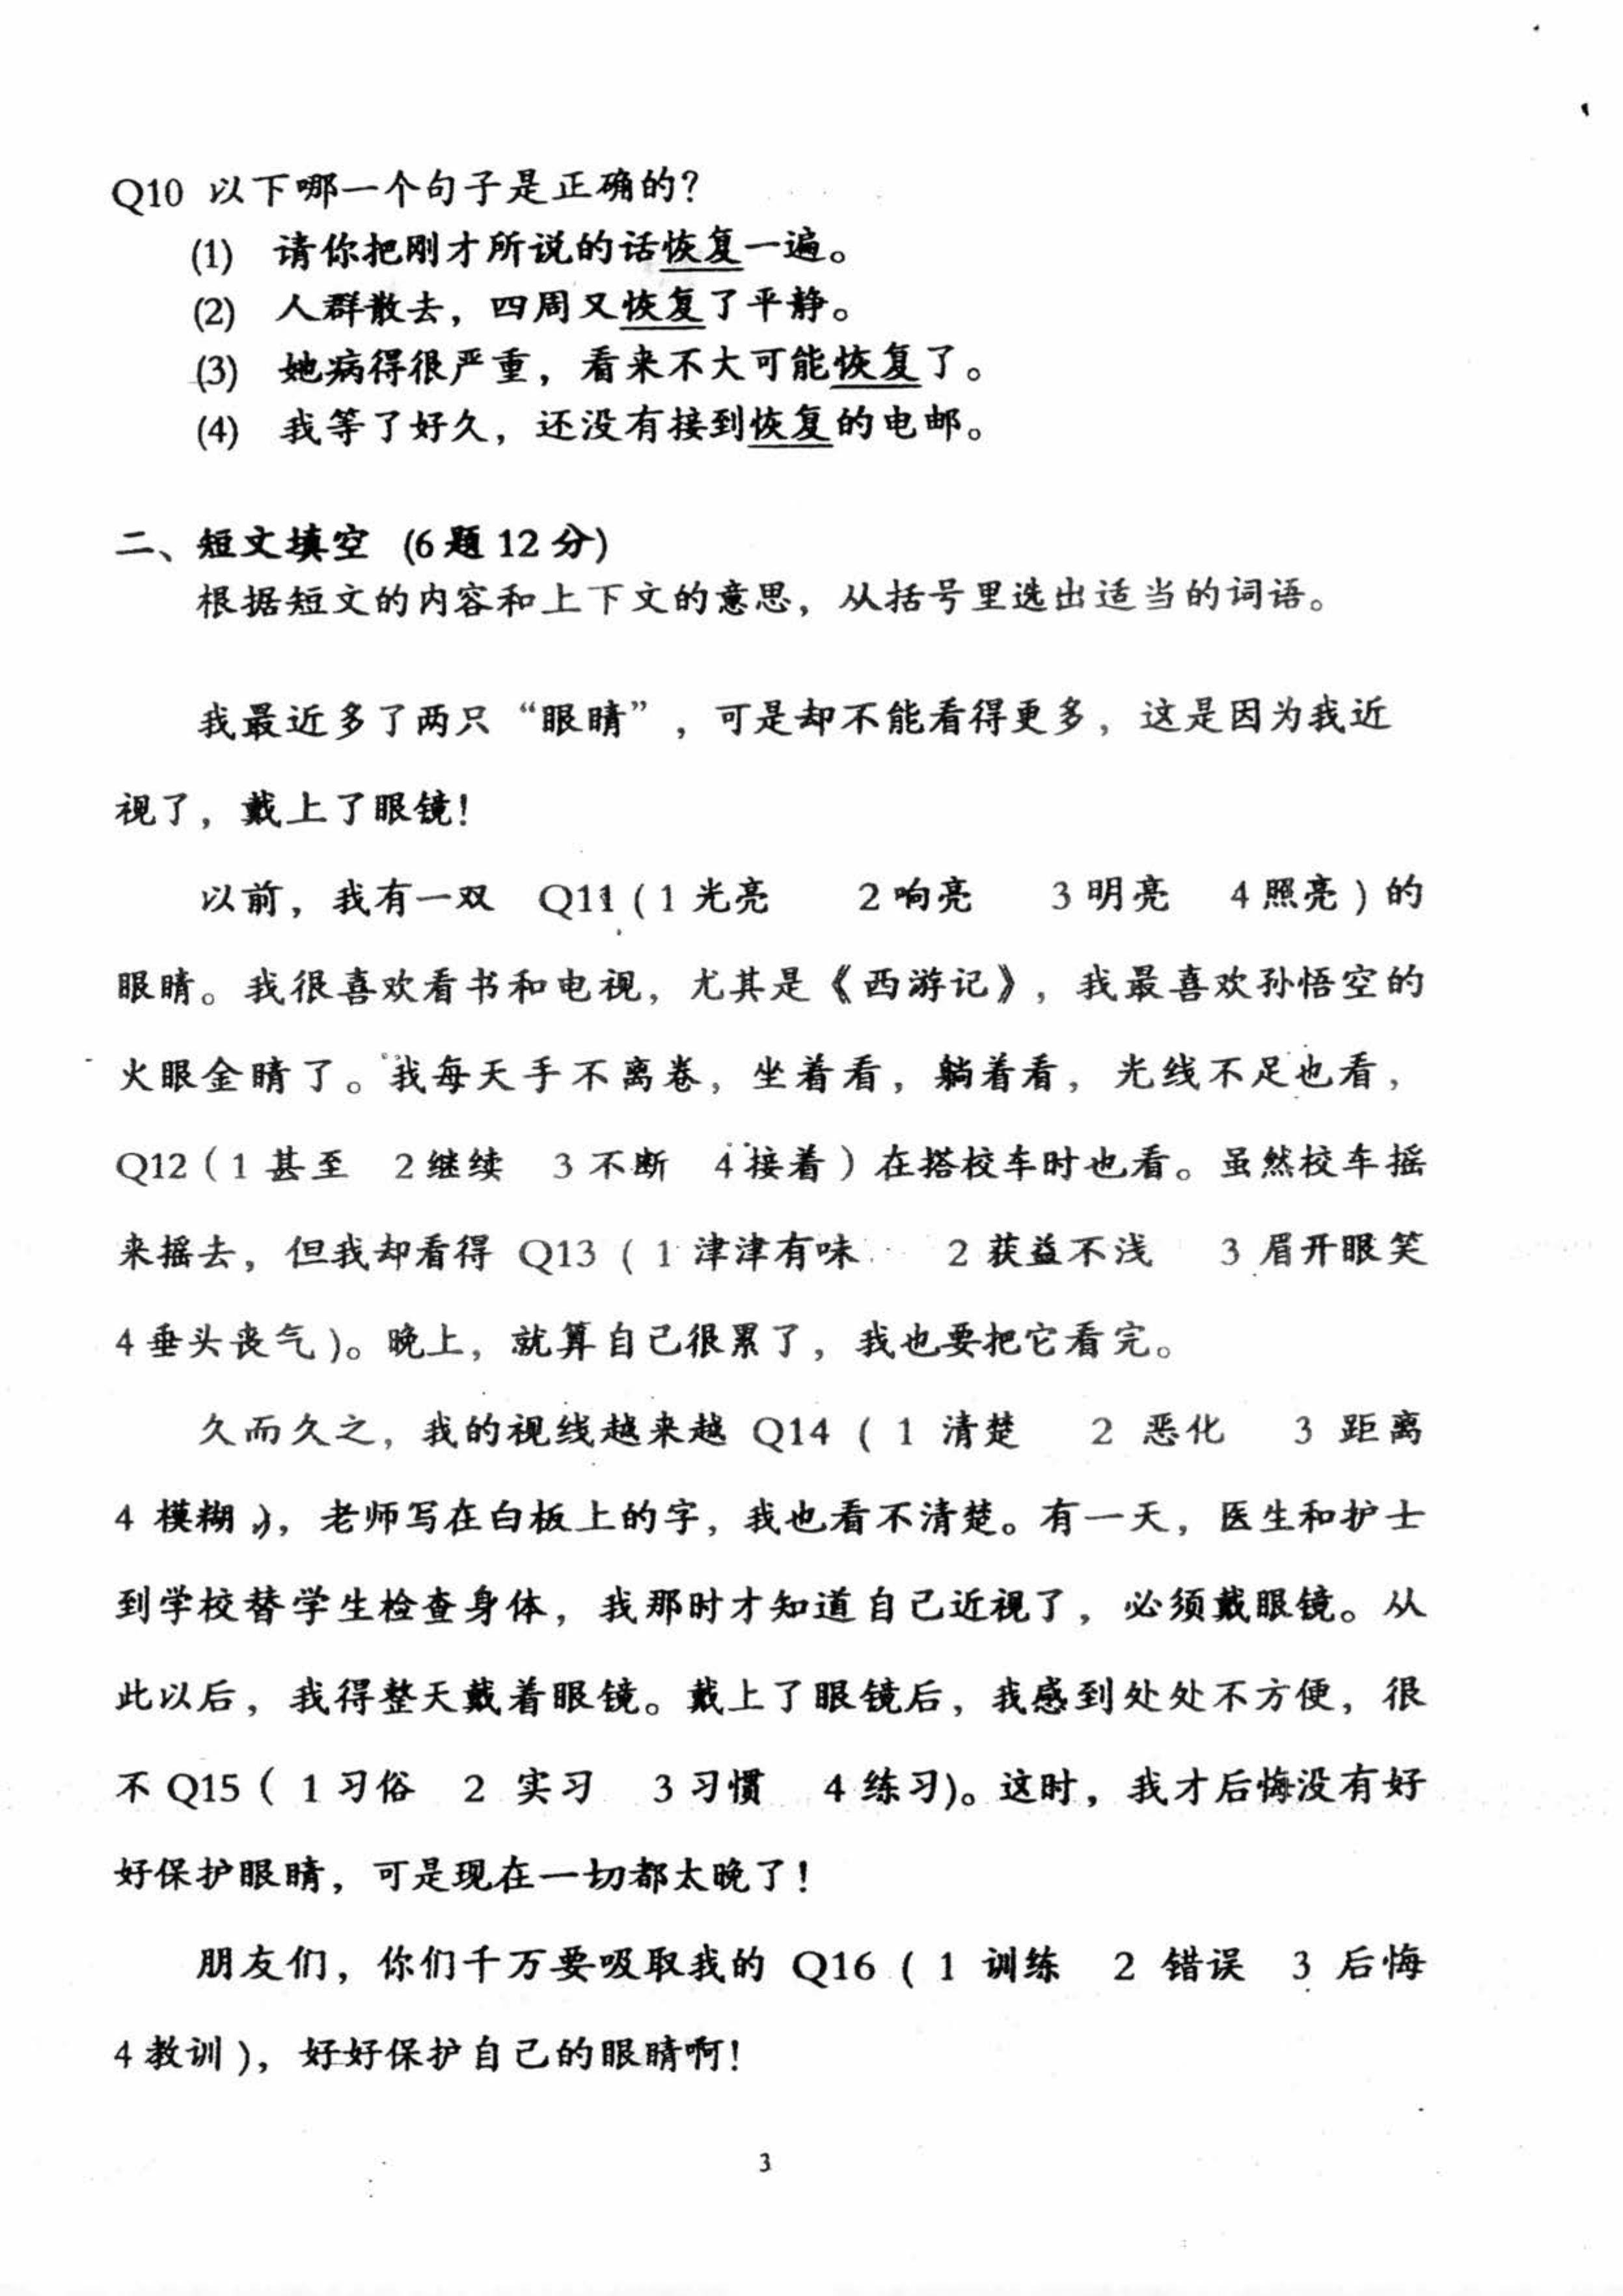 Q10 以下哪一个句子是正确的?
(1) 请你把刚才所说的话恢复一遍。
(2) 人群散去，四周又恢复了平静。
(3) 她病得很严重，看来不大可能恢复了。
(4) 我等了好久，还没有接到恢复的电邮。
二、短文填空 (6题12分)
根据短文的内容和上下文的意思，从括号里选出适当的词语。
我最近多了两只“眼睛”，可是却不能看得更多，这是因为我近
视了，戴上了眼镜！
以前，我有一双 Q11 (1 光亮 2 响亮 3 明亮 4 照亮) 的
眼睛。我很喜欢看书和电视，尤其是《西游记》，我最喜欢孙悟空的
火眼金睛了。我每天手不离卷，坐着看，躺着看，光线不足也看，
Q12 (1 甚至 2 继续 3 不断 4 接着) 在搭校车时也看。虽然校车摇
来摇去，但我却看得 Q13 (1 津津有味 2 获益不浅 3 眉开眼笑
4 垂头丧气)。晚上，就算自己很累了，我也要把它看完。
久而久之，我的视线越来越 Q14 (1 清楚 2 恶化 3 距离
4 模糊)，老师写在白板上的字，我也看不清楚。有一天，医生和护士
到学校替学生检查身体，我那时才知道自己近视了，必须戴眼镜。从
此以后，我得整天戴着眼镜。戴上了眼镜后，我感到处处不方便，很
不 Q15 (1 习俗 2 实习 3 习惯 4 练习)。这时，我才后悔没有好
好保护眼睛，可是现在一切都太晚了！
朋友们，你们千万要吸取我的 Q16 (1 训练 2 错误 3 后悔
4 教训)，好好保护自己的眼睛啊！
3